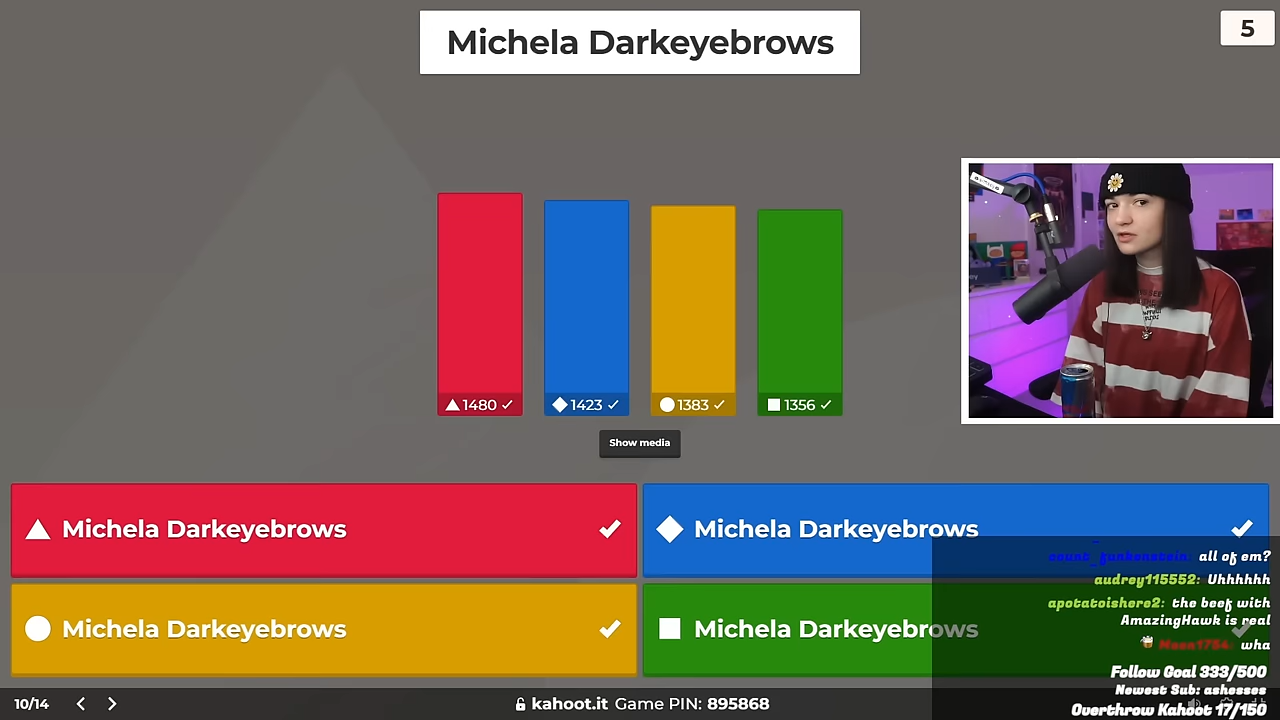 Michela Darkeyebrows
5
1480
1423
1383
1356
Show media
Michela Darkeyebrows
Michela Darkeyebrows
Michela Darkeyebrows
Michela Darkeyebrows
count_funkenstein: all of em?
audrey115552: Uhhhhhh
apotatoishere2: the beef with
AmazingHawk is real
Moon1754: wha
Follow Goal 333/500
Newest Sub: ashesses
Overthrow Kahoot 17/150
10/14
kahoot.it Game PIN: 895868